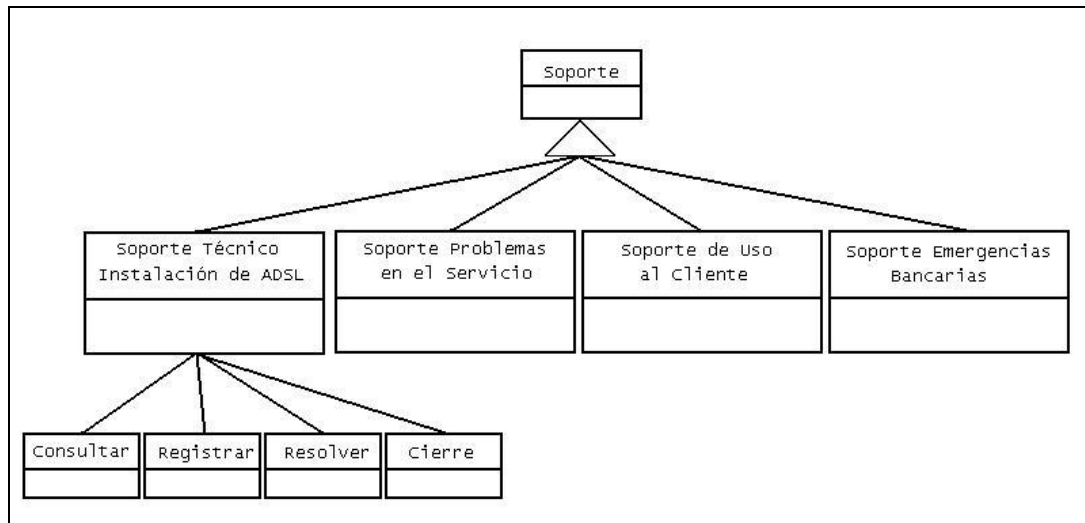 Soporte
Soporte Técnico
Instalación de ADSL
Soporte Problemas
en el Servicio
Soporte de Uso
al Cliente
Soporte Emergencias
Bancarias
Consultar
Registrar
Resolver
Cierre